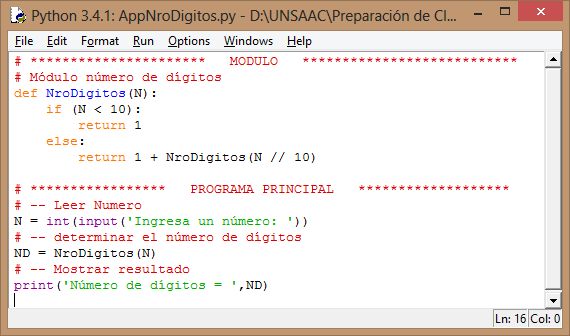 Python 3.4.1: AppNroDigitos.py - D:\UNSAAC\Preparación de Cl...
File Edit Format Run Options Windows Help
# ********************** MODULO ***************************
# Módulo número de dígitos
def NroDigitos(N):
    if (N < 10):
        return 1
    else:
        return 1 + NroDigitos(N // 10)
# ***************** PROGRAMA PRINCIPAL *******************
# -- Leer Numero
N = int(input('Ingresa un número: '))
# -- determinar el número de dígitos
ND = NroDigitos(N)
# -- Mostrar resultado
print('Número de dígitos = ',ND)
Ln: 16 Col: 0